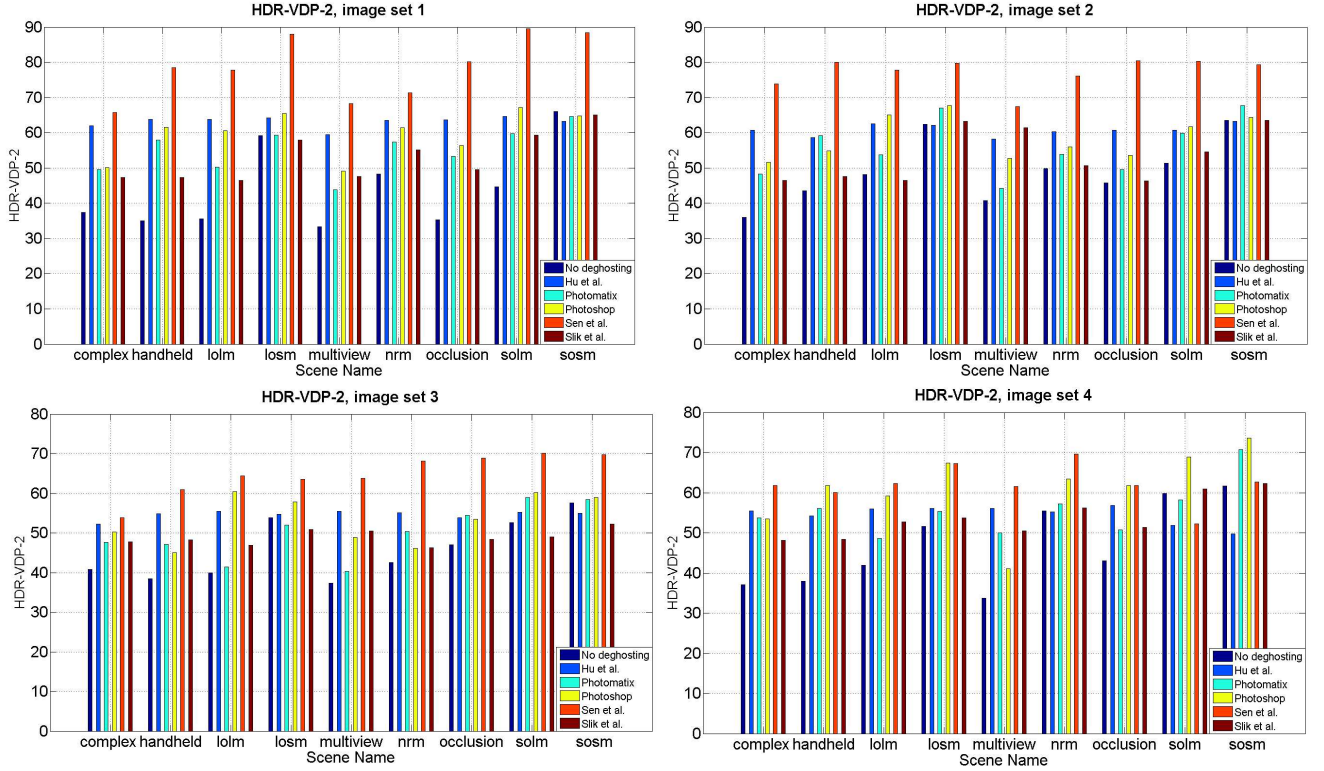 HDR-VDP-2, image set 1
90
80
70
60
50
40
30
20
10
0
HDR-VDP-2
complex handheld lolm losm multiview nrm occlusion solm sosm
Scene Name
No deghosting
Hu et al.
Photomatix
Photoshop
Sen et al.
Slik et al.
HDR-VDP-2, image set 2
90
80
70
60
50
40
30
20
10
0
HDR-VDP-2
complex handheld lolm losm multiview nrm occlusion solm sosm
Scene Name
No deghosting
Hu et al.
Photomatix
Photoshop
Sen et al.
Slik et al.
HDR-VDP-2, image set 3
80
70
60
50
40
30
20
10
0
HDR-VDP-2
complex handheld lolm losm multiview nrm occlusion solm sosm
Scene Name
No deghosting
Hu et al.
Photomatix
Photoshop
Sen et al.
Slik et al.
HDR-VDP-2, image set 4
80
70
60
50
40
30
20
10
0
HDR-VDP-2
complex handheld lolm losm multiview nrm occlusion solm sosm
Scene Name
No deghosting
Hu et al.
Photomatix
Photoshop
Sen et al.
Slik et al.